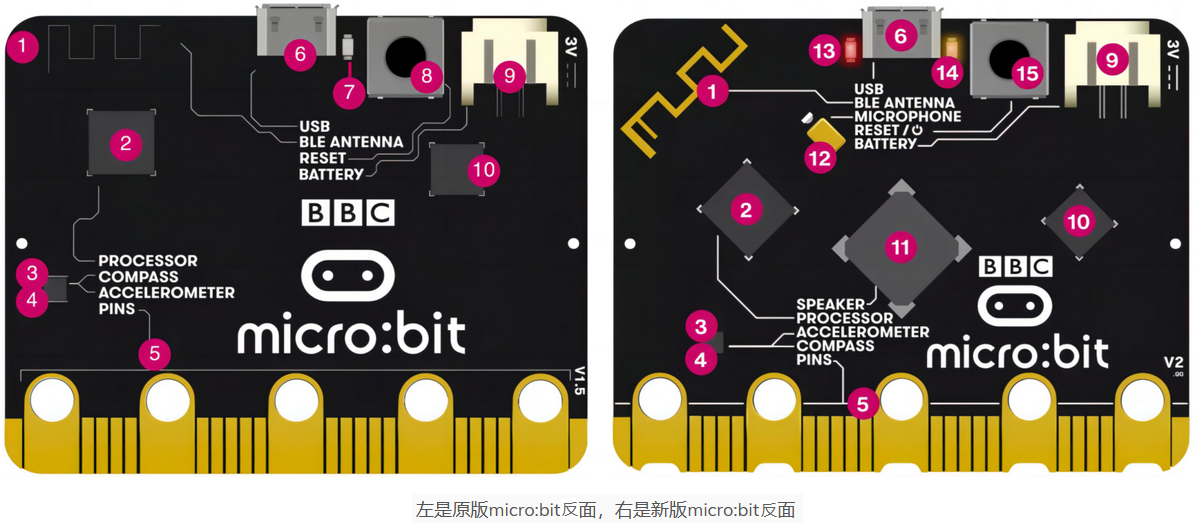 1
6
7
8
9
3V
2
USB
BLE ANTENNA
RESET
BATTERY
10
BBC
PROCESSOR
COMPASS
ACCELEROMETER
PINS
3
4
micro:bit
5
V1.5
13
6
14
15
9
3V
1
USB
BLE ANTENNA
MICROPHONE
RESET / ⏻
BATTERY
12
2
11
10
BBC
SPEAKER
PROCESSOR
ACCELEROMETER
COMPASS
PINS
3
4
micro:bit
V2
.00
5
左是原版micro:bit反面，右是新版micro:bit反面